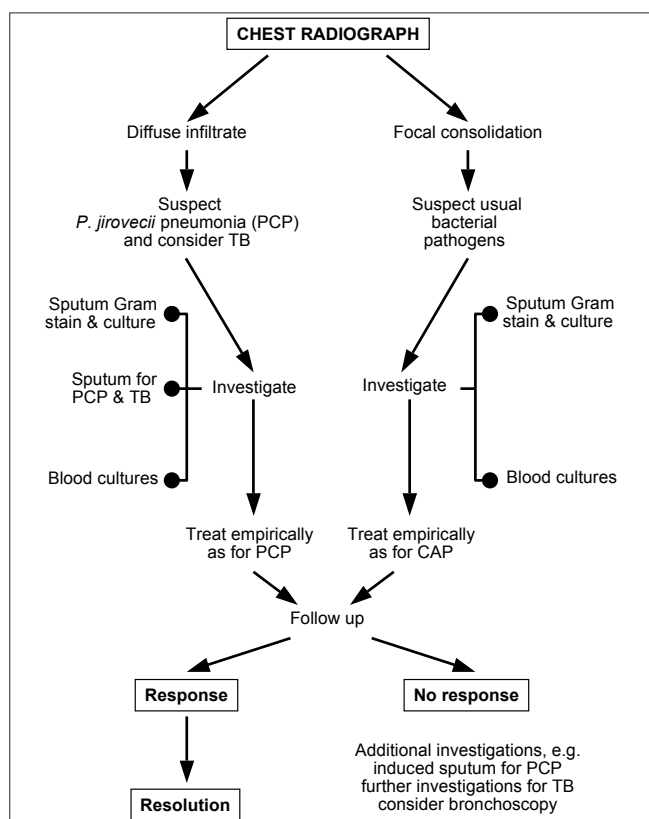 CHEST RADIOGRAPH
Diffuse infiltrate
Focal consolidation
Suspect
P. jirovecii pneumonia (PCP)
and consider TB
Suspect usual
bacterial
pathogens
Sputum Gram
stain & culture
Sputum for
PCP & TB
Blood cultures
Investigate
Investigate
Sputum Gram
stain & culture
Blood cultures
Treat empirically
as for PCP
Treat empirically
as for CAP
Follow up
Response
No response
Resolution
Additional investigations, e.g.
induced sputum for PCP
further investigations for TB
consider bronchoscopy